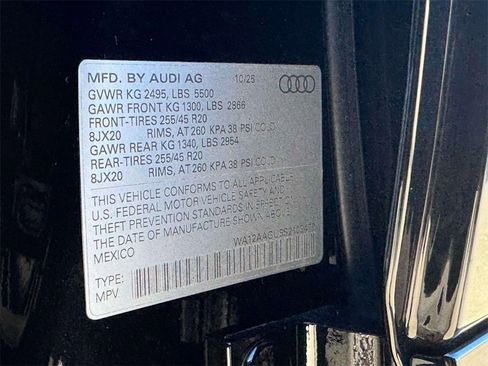 MFD. BY AUDI AG 10/25
GVWR KG 2495, LBS 5500
GAWR FRONT KG 1300, LBS 2866
FRONT-TIRES 255/45 R20
8JX20 RIMS, AT 260 KPA 38 PSI COLD
GAWR REAR KG 1340, LBS 2954
REAR-TIRES 255/45 R20
8JX20 RIMS, AT 260 KPA 38 PSI COLD
THIS VEHICLE CONFORMS TO ALL APPLICABLE
U.S. FEDERAL MOTOR VEHICLE SAFETY AND
THEFT PREVENTION STANDARDS IN EFFECT ON
THE DATE OF MANUFACTURE SHOWN ABOVE.
MEXICO
TYPE:
MPV